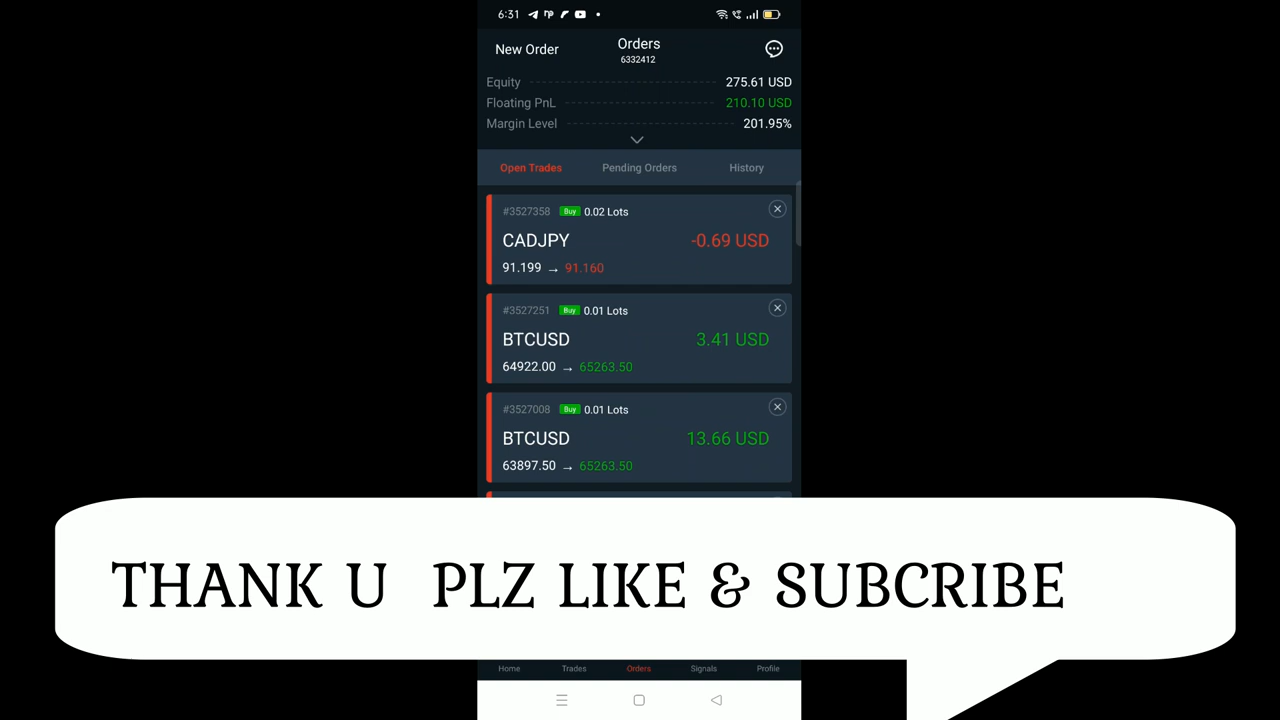 6:31
New Order
Orders
6332412
Equity 275.61 USD
Floating PnL 210.10 USD
Margin Level 201.95%
Open Trades Pending Orders History
#3527358 Buy 0.02 Lots
CADJPY -0.69 USD
91.199 → 91.160
#3527251 Buy 0.01 Lots
BTCUSD 3.41 USD
64922.00 → 65263.50
#3527008 Buy 0.01 Lots
BTCUSD 13.66 USD
63897.50 → 65263.50
THANK U PLZ LIKE & SUBCRIBE
Home Trades Orders Signals Profile